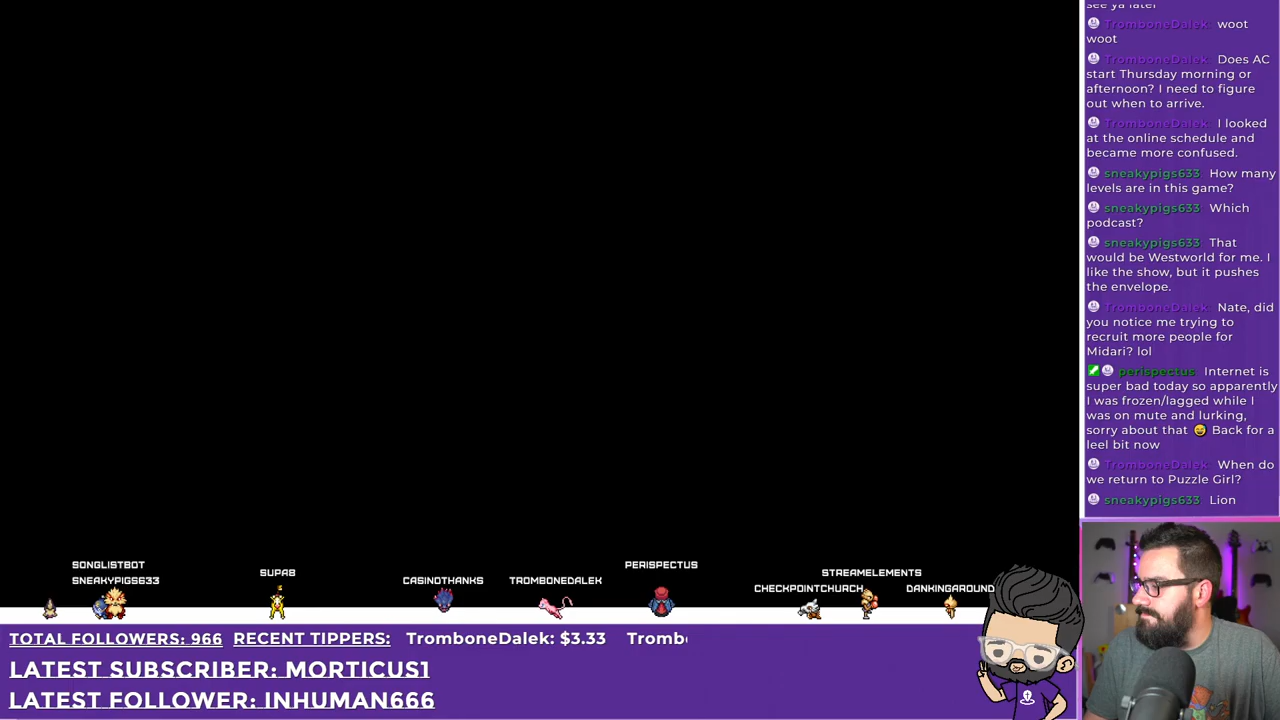 see ya later
TromboneDalek: woot
woot
TromboneDalek: Does AC
start Thursday morning or
afternoon? I need to figure
out when to arrive.
TromboneDalek: I looked
at the online schedule and
became more confused.
sneakypigs633 How many
levels are in this game?
sneakypigs633 Which
podcast?
sneakypigs633 That
would be Westworld for me. I
like the show, but it pushes
the envelope.
TromboneDalek: Nate, did
you notice me trying to
recruit more people for
Midari? lol
perispectus Internet is
super bad today so apparently
I was frozen/lagged while I
was on mute and lurking,
sorry about that 😅 Back for a
leel bit now
TromboneDalek: When do
we return to Puzzle Girl?
sneakypigs633 Lion
SONGLISTBOT
SNEAKYPIGS633
SUPA8
CASINOTHANKS
TROMBONEDALEK
PERISPECTUS
STREAMELEMENTS
CHECKPOINTCHURCH
DANKINGAROUND
TOTAL FOLLOWERS: 966 RECENT TIPPERS: TromboneDalek: $3.33 Trombo
LATEST SUBSCRIBER: MORTICUS1
LATEST FOLLOWER: INHUMAN666